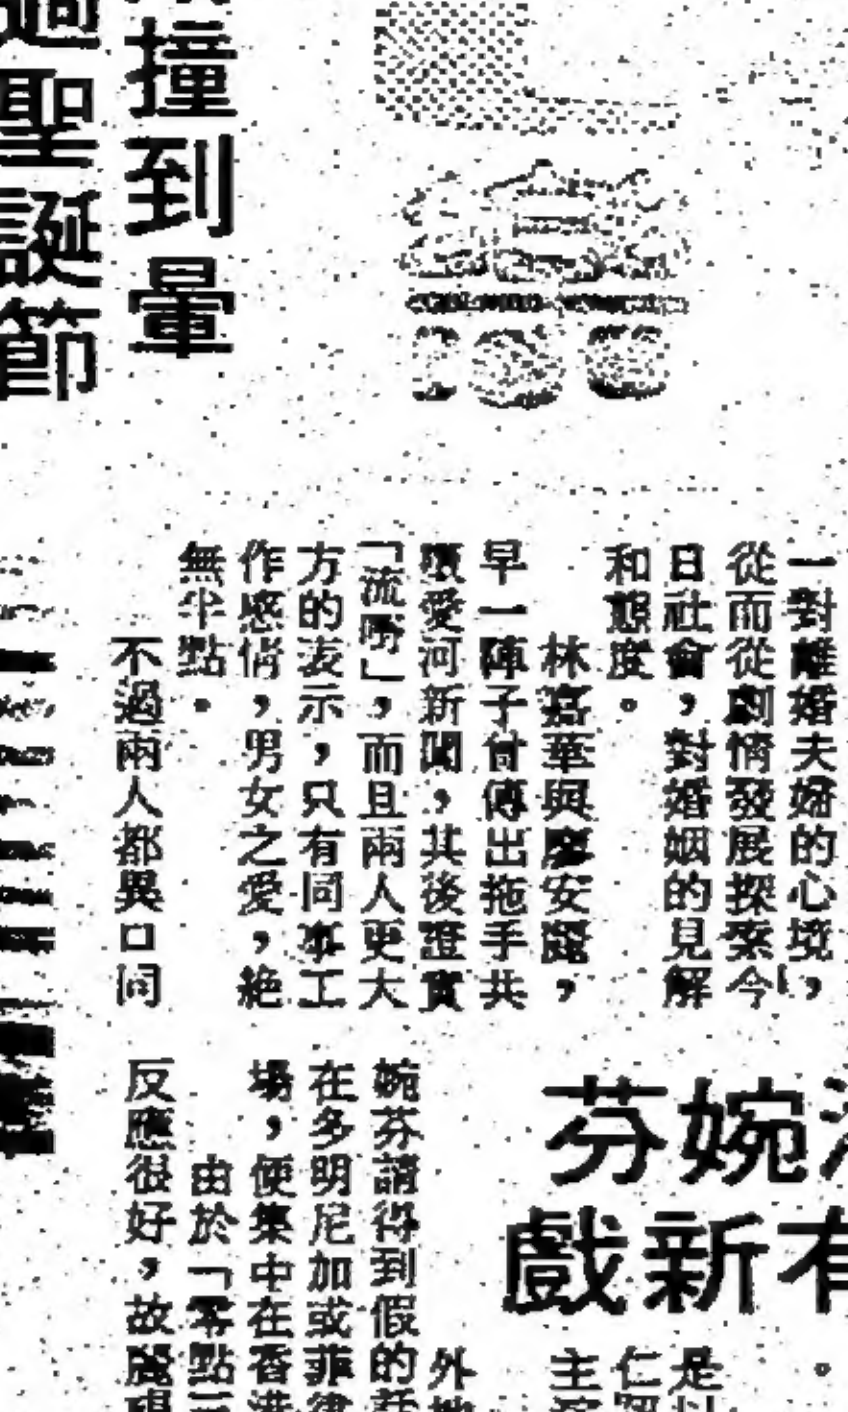 撞到暈
聖誕節
一對離婚夫婦的心境，
從而從劇情發展探索今
日社會，對婚姻的見解
和態度。
林嘉華與廖安麗，
早一陣子曾傳出拖手共
愛河新聞，其後證實
「流嘢」，而且兩人更大
方的表示，只有同事工
作感情，男女之愛，絕
無半點。
不過兩人都異口同
芬婉
戲新有
是
仁
主
外
婉芬請得到假的話
在多明尼加或菲律
場，便集中在香港
由於「零點三
反應很好，故麗